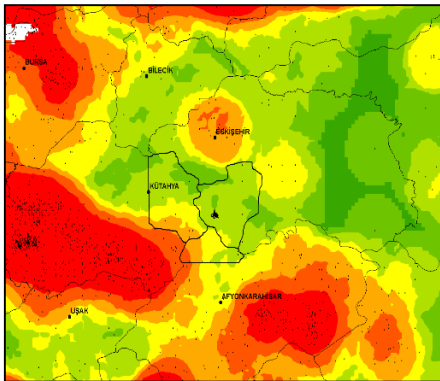 BURSA
BİLECİK
ESKİŞEHİR
KÜTAHYA
AFYONKARAHİSAR
UŞAK